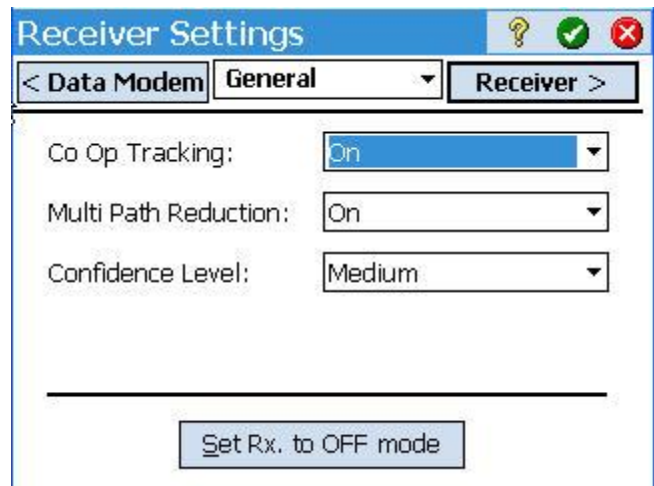 Receiver Settings ?
< Data Modem General Receiver >
Co Op Tracking: On
Multi Path Reduction: On
Confidence Level: Medium
Set Rx. to OFF mode